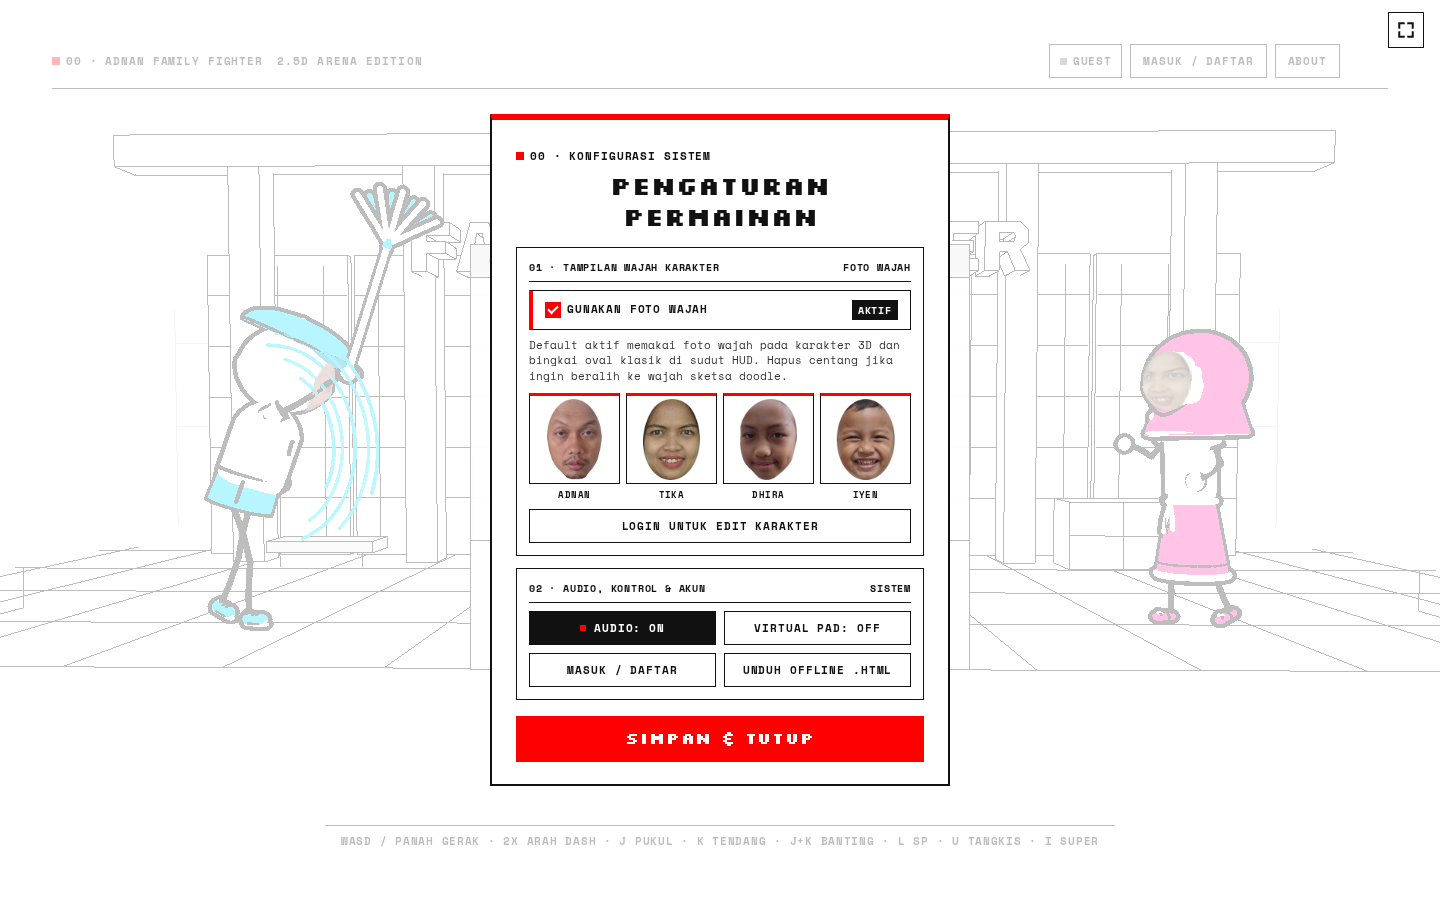 00 · ADNAN FAMILY FIGHTER 2.5D ARENA EDITION
GUEST
MASUK / DAFTAR
ABOUT
00 · KONFIGURASI SISTEM
PENGATURAN
PERMAINAN
01 · TAMPILAN WAJAH KARAKTER
FOTO WAJAH
GUNAKAN FOTO WAJAH
AKTIF
Default aktif memakai foto wajah pada karakter 3D dan
bingkai oval klasik di sudut HUD. Hapus centang jika
ingin beralih ke wajah sketsa doodle.
ADNAN
TIKA
DHIRA
IYEN
LOGIN UNTUK EDIT KARAKTER
02 · AUDIO, KONTROL & AKUN
SISTEM
AUDIO: ON
VIRTUAL PAD: OFF
MASUK / DAFTAR
UNDUH OFFLINE .HTML
SIMPAN & TUTUP
WASD / PANAH GERAK · 2X ARAH DASH · J PUKUL · K TENDANG · J+K BANTING · L SP · U TANGKIS · I SUPER